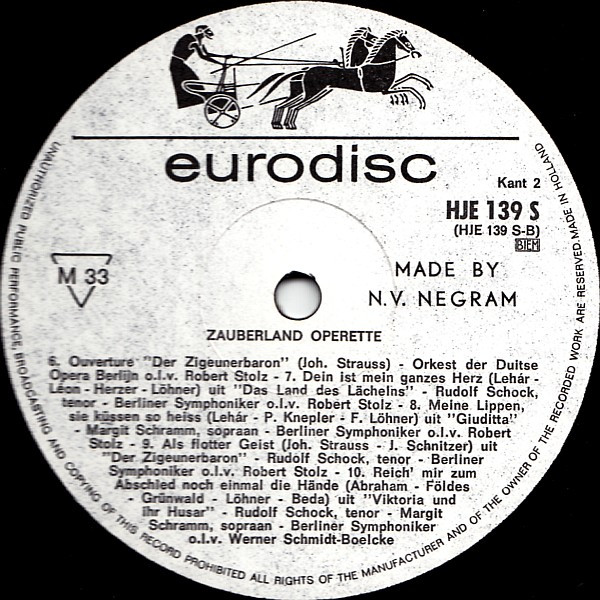 eurodisc
Kant 2
HJE 139 S
(HJE 139 S-B)
BIEM
M 33
MADE BY
N.V. NEGRAM
ZAUBERLAND OPERETTE
6. Ouverture "Der Zigeunerbaron" (Joh. Strauss) - Orkest der Duitse
Opera Berlijn o.l.v. Robert Stolz - 7. Dein ist mein ganzes Herz (Lehár -
Léon - Herzer - Löhner) uit "Das Land des Lächelns" - Rudolf Schock,
tenor - Berliner Symphoniker o.l.v. Robert Stolz - 8. Meine Lippen,
sie küssen so heiss (Lehár - P. Knepler - F. Löhner) uit "Giuditta"
- Margit Schramm, sopraan - Berliner Symphoniker o.l.v. Robert
Stolz - 9. Als flotter Geist (Joh. Strauss - J. Schnitzer) uit
"Der Zigeunerbaron" - Rudolf Schock, tenor - Berliner
Symphoniker o.l.v. Robert Stolz - 10. Reich' mir zum
Abschied noch einmal die Hände (Abraham - Földes
- Grünwald - Löhner - Beda) uit "Viktoria und
ihr Husar" - Rudolf Schock, tenor - Margit
Schramm, sopraan - Berliner Symphoniker
o.l.v. Werner Schmidt-Boelcke
UNAUTHORIZED PUBLIC PERFORMANCE, BROADCASTING AND COPYING OF THIS RECORD PROHIBITED ALL RIGHTS OF THE MANUFACTURER AND OF THE OWNER OF THE RECORDED WORK ARE RESERVED. MADE IN HOLLAND